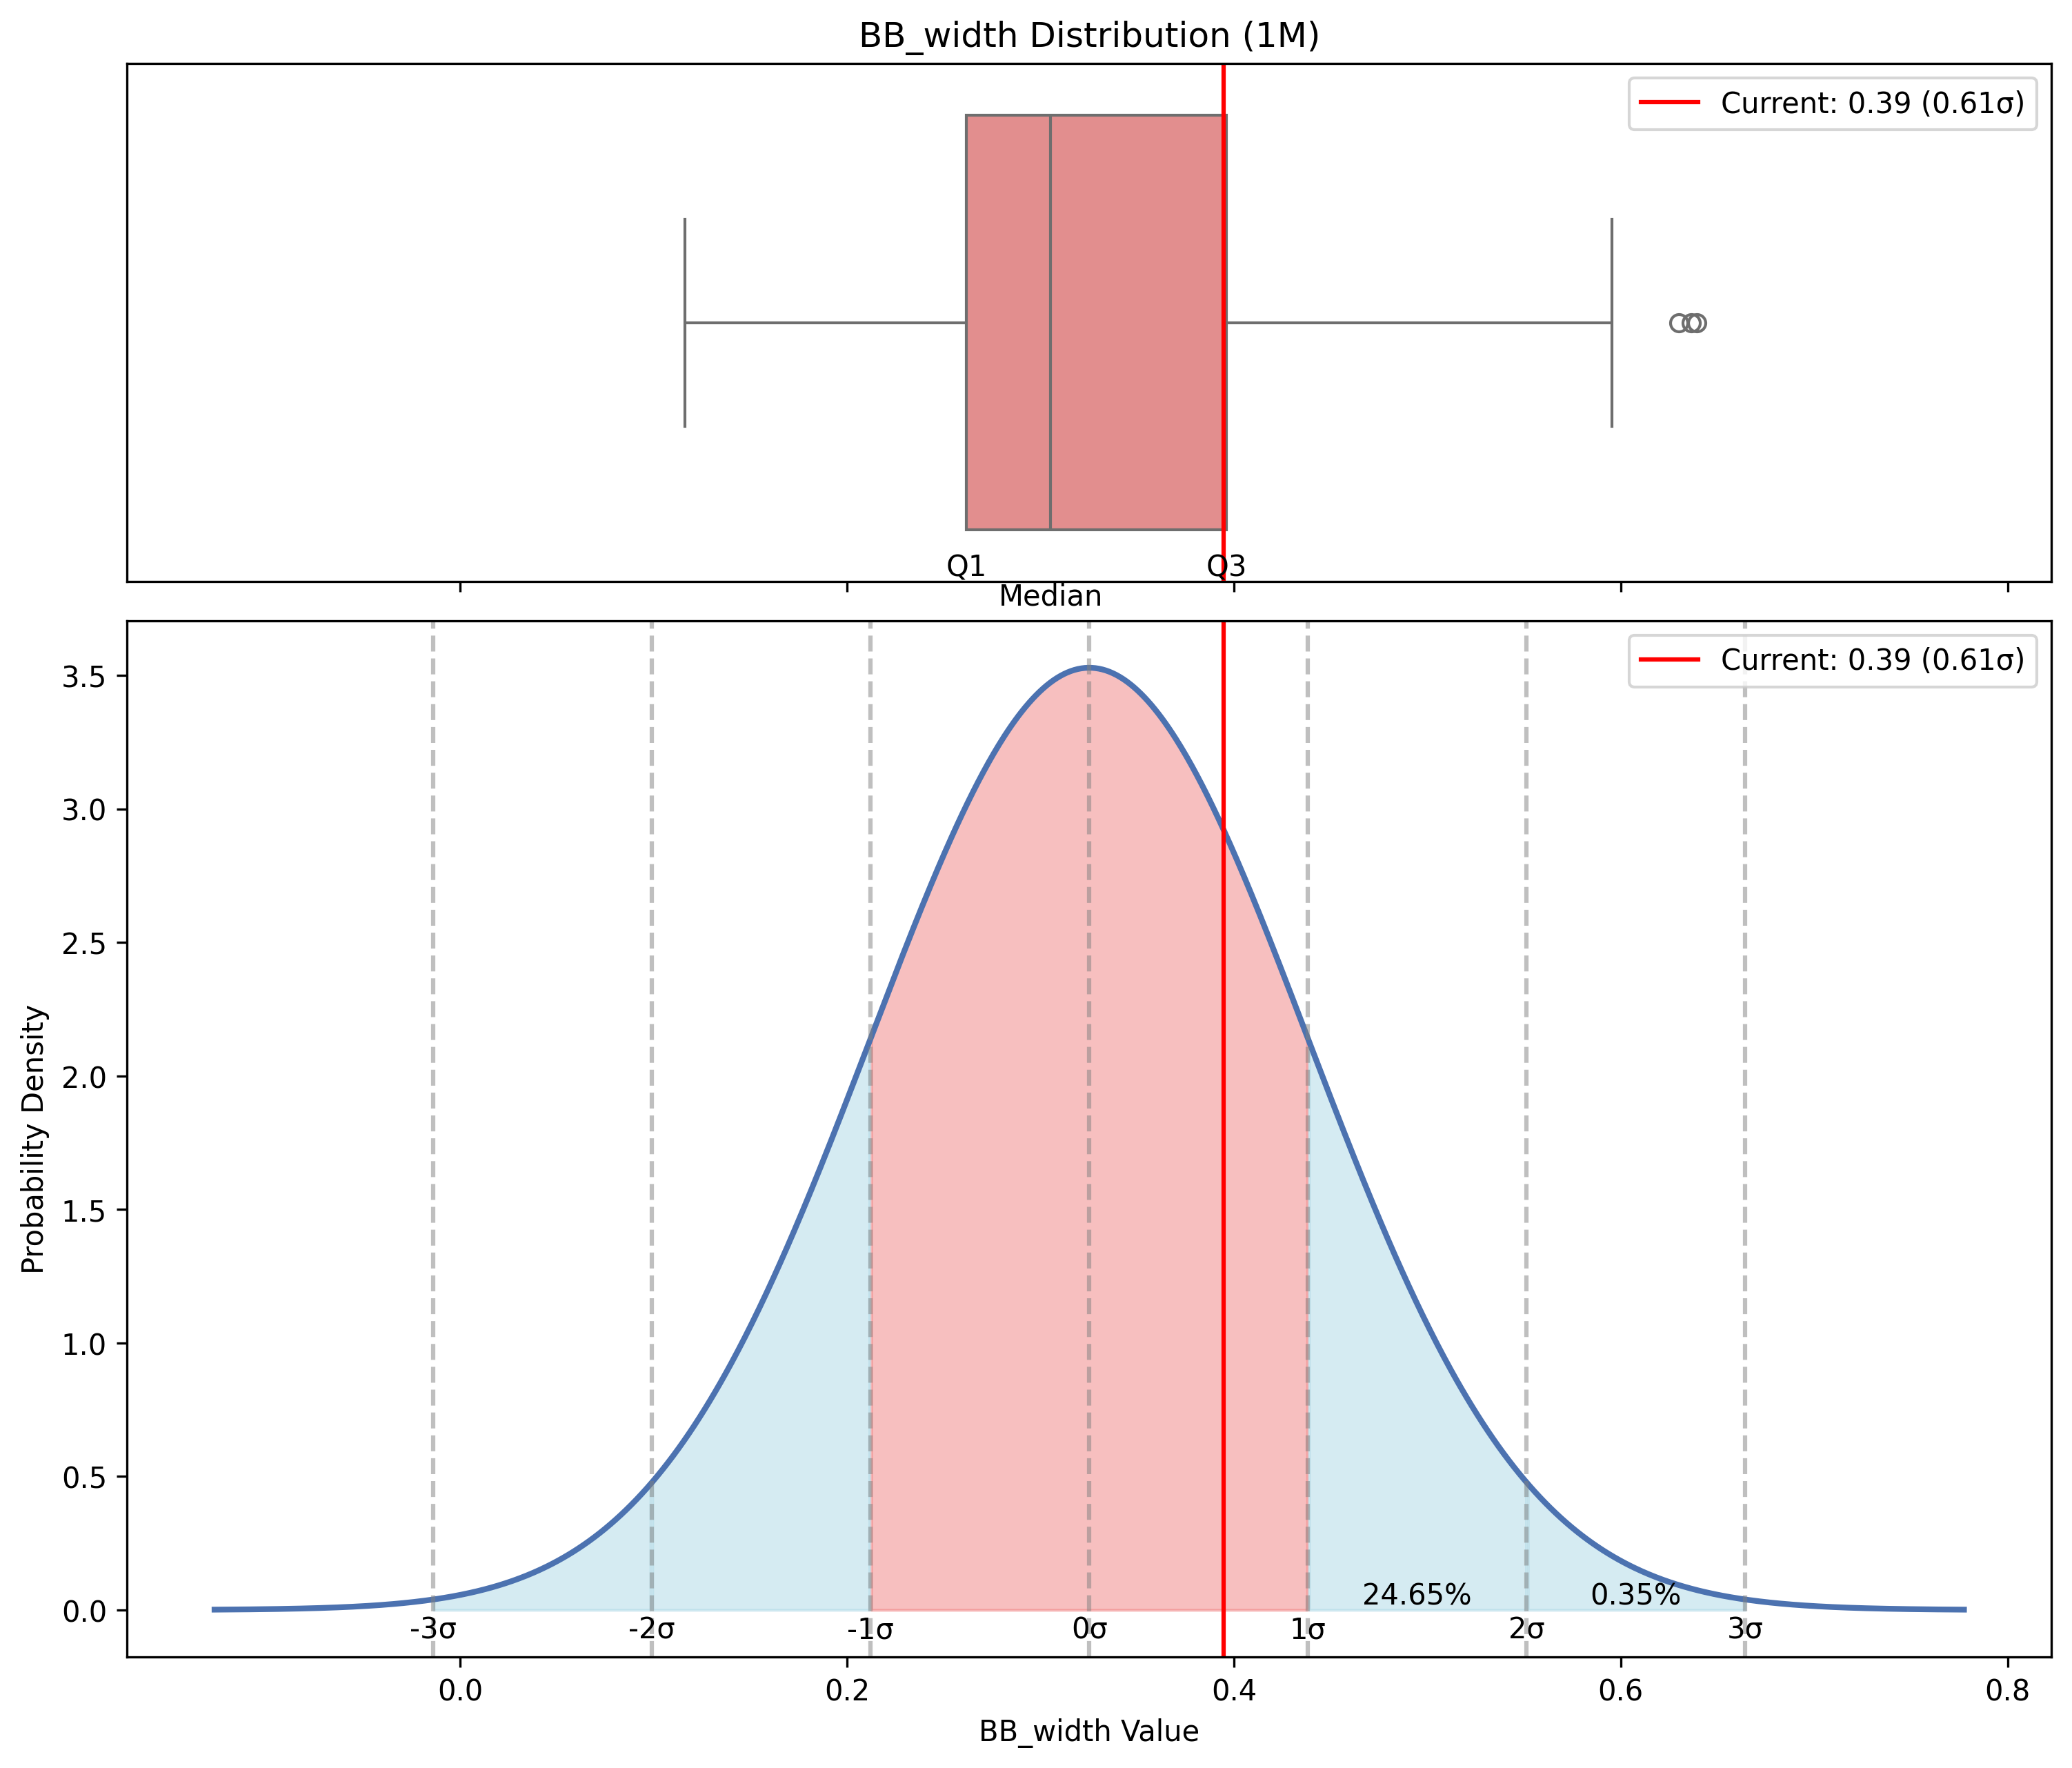 BB_width Distribution (1M)
Current: 0.39 (0.61σ)
Q1
Q3
Median
Current: 0.39 (0.61σ)
Probability Density
3.5
3.0
2.5
2.0
1.5
1.0
0.5
0.0
24.65%
0.35%
-3σ
-2σ
-1σ
0σ
1σ
2σ
3σ
0.0
0.2
0.4
0.6
0.8
BB_width Value